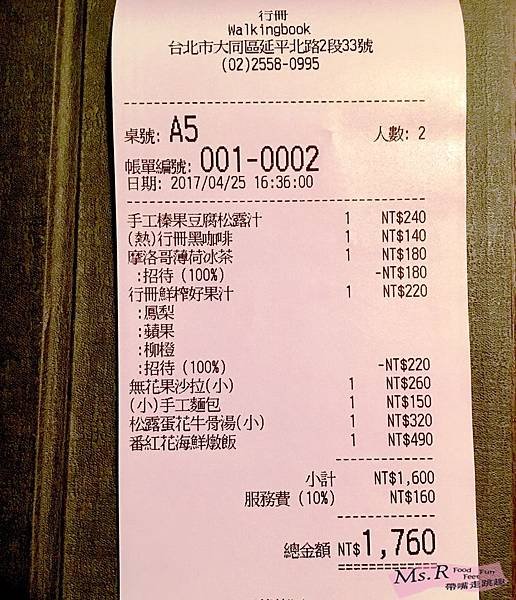 行冊
Walkingbook
台北市大同區延平北路2段33號
(02)2558-0995
桌號: A5 人數: 2
帳單編號: 001-0002
日期: 2017/04/25 16:36:00
手工榛果豆腐松露汁 1 NT$240
(熱)行冊黑咖啡 1 NT$140
摩洛哥薄荷冰茶 1 NT$180
:招待 (100%) -NT$180
行冊鮮榨好果汁 1 NT$220
:鳳梨
:蘋果
:柳橙
:招待 (100%) -NT$220
無花果沙拉(小) 1 NT$260
(小)手工麵包 1 NT$150
松露蛋花牛骨湯(小) 1 NT$320
番紅花海鮮燉飯 1 NT$490
小計 NT$1,600
服務費 (10%) NT$160
總金額 NT$1,760
Ms.R Food Fun Feel
帶嘴走跳趣